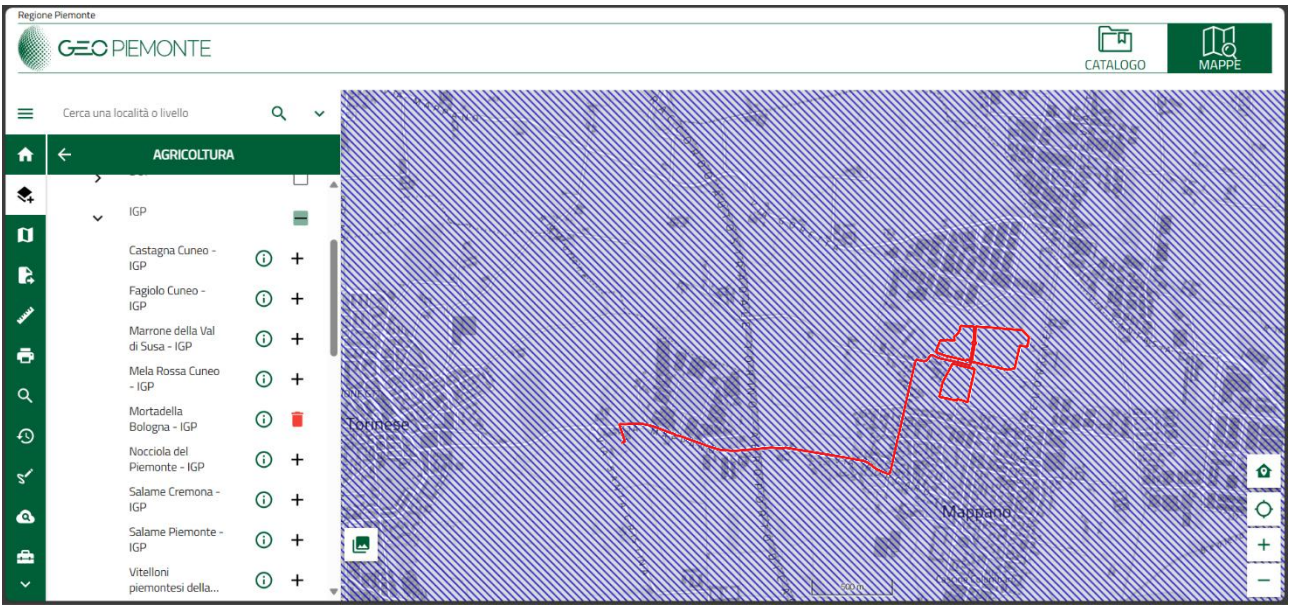 Regione Piemonte
GEO PIEMONTE
CATALOGO
MAPPE
Cerca una località o livello
AGRICOLTURA
IGP
Castagna Cuneo -
IGP
Fagiolo Cuneo -
IGP
Marrone della Val
di Susa - IGP
Mela Rossa Cuneo
- IGP
Mortadella
Bologna - IGP
Nocciola del
Piemonte - IGP
Salame Cremona -
IGP
Salame Piemonte -
IGP
Vitelloni
piemontesi della...
Torinese
Mappano
500 m